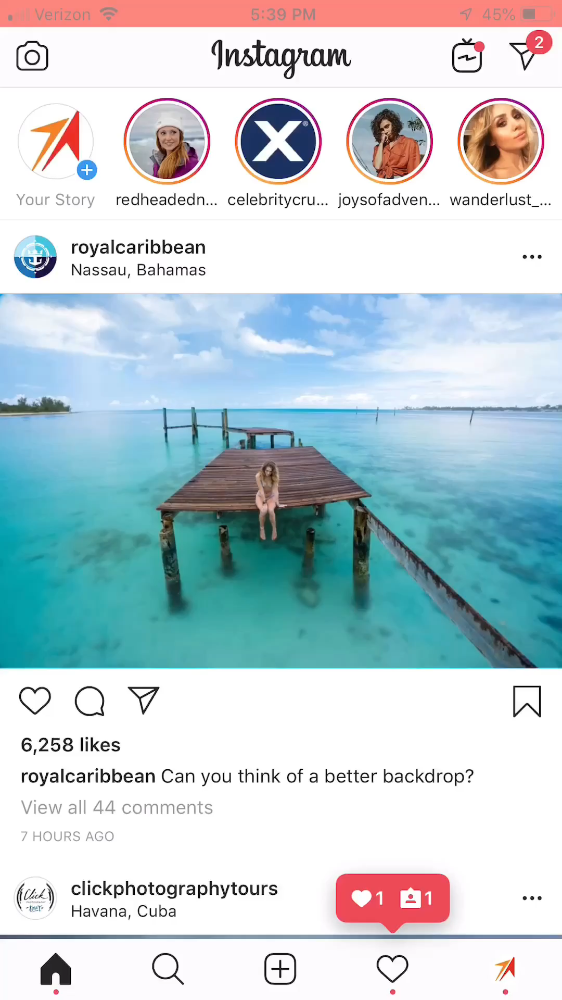 Verizon 5:39 PM 45%
Instagram 2
X®
Your Story redheadedn... celebritycru... joysofadven... wanderlust_...
royalcaribbean
Nassau, Bahamas
6,258 likes
royalcaribbean Can you think of a better backdrop?
View all 44 comments
7 HOURS AGO
Click
PHOTOGRAPHY
tours
clickphotographytours
Havana, Cuba
1 1